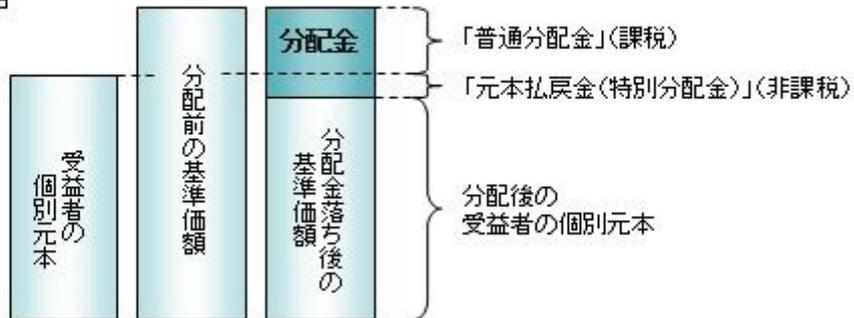 受益者の
個別元本
分配前の基準価額
分配金
分配金落ち後の
基準価額
「普通分配金」(課税)
「元本払戻金(特別分配金)」(非課税)
分配後の
受益者の個別元本